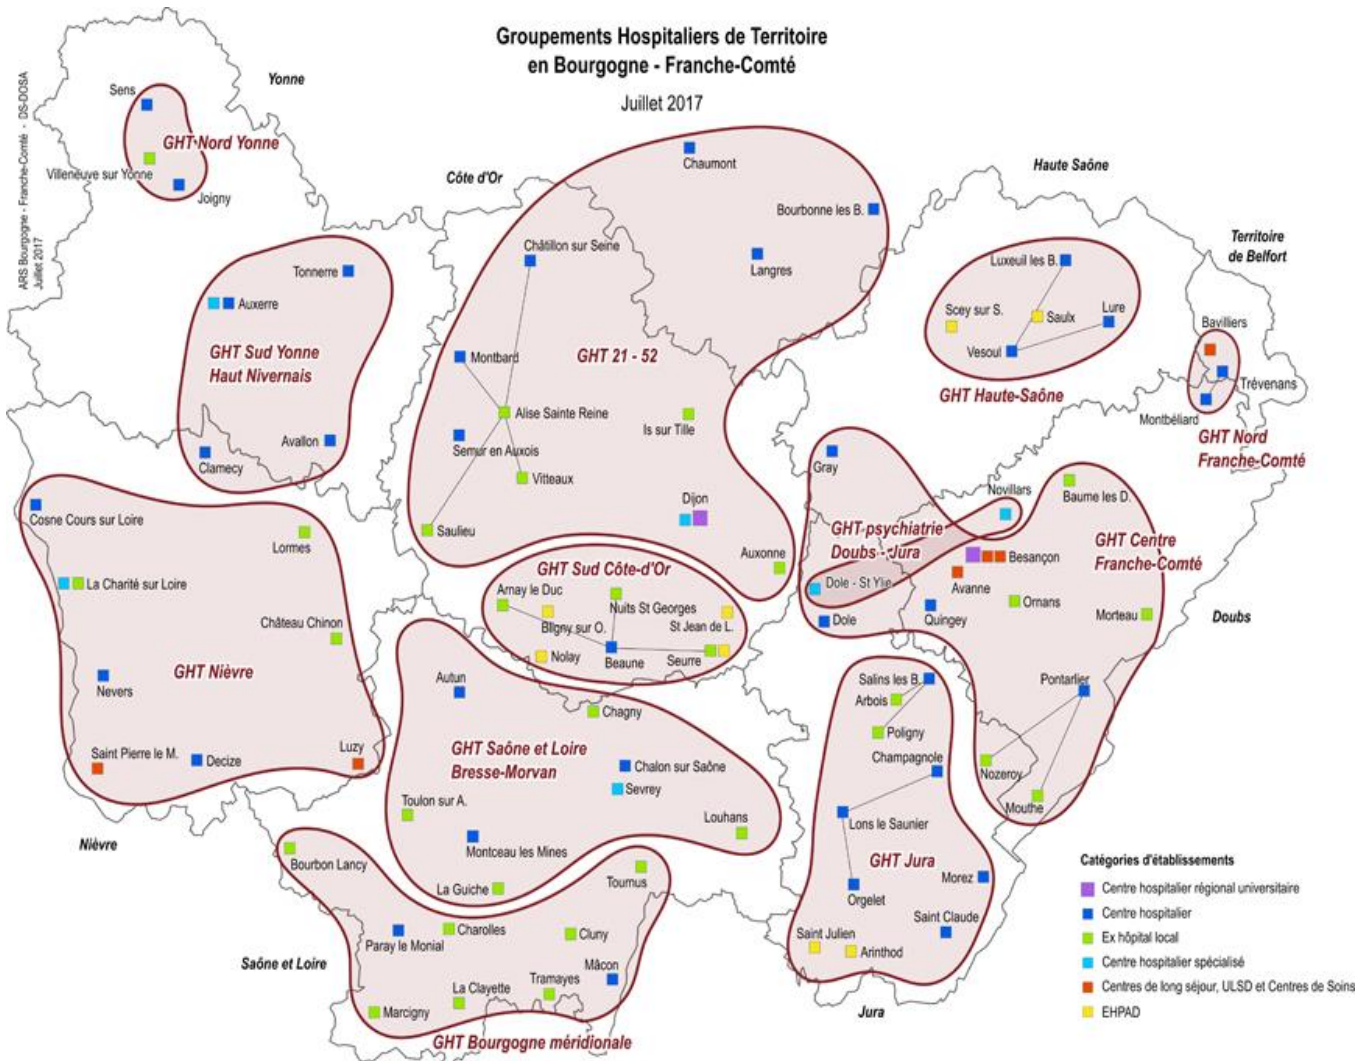 Groupements Hospitaliers de Territoire
en Bourgogne - Franche-Comté
Juillet 2017
ARS Bourgogne - Franche-Comté - DS-DOSA
Juillet 2017
Yonne
Sens
GHT Nord Yonne
Villeneuve sur Yonne
Joigny
Côte d'Or
Chaumont
Bourbonne les B.
Langres
Châtillon sur Seine
Haute Saône
Territoire
de Belfort
Tonnerre
Auxerre
GHT Sud Yonne
Haut Nivernais
Avallon
Clamecy
Montbard
GHT 21 - 52
Alise Sainte Reine
Is sur Tille
Semur en Auxois
Vitteaux
Saulieu
Dijon
Auxonne
Luxeuil les B.
Scey sur S.
Saulx
Lure
Vesoul
GHT Haute-Saône
Bavilliers
Trévenans
Montbéliard
GHT Nord
Franche-Comté
Gray
Novillars
Baume les D.
GHT psychiatrie
Doubs - Jura
GHT Centre
Franche-Comté
Besançon
Avanne
Dole - St Ylie
Ornans
Dole
Quingey
Morteau
Doubs
Pontarlier
Nozeroy
Mouthe
Cosne Cours sur Loire
Lormes
La Charité sur Loire
Château Chinon
GHT Nièvre
Nevers
Saint Pierre le M.
Decize
Luzy
Nièvre
GHT Sud Côte-d'Or
Arnay le Duc
Nuits St Georges
Bligny sur O.
St Jean de L.
Nolay
Beaune
Seurre
Autun
Chagny
GHT Saône et Loire
Bresse-Morvan
Chalon sur Saône
Sevrey
Toulon sur A.
Louhans
Montceau les Mines
La Guiche
Bourbon Lancy
Tournus
Charolles
Paray le Monial
Cluny
Mâcon
Saône et Loire
La Clayette
Tramayes
Marcigny
GHT Bourgogne méridionale
Salins les B.
Arbois
Poligny
Champagnole
Lons le Saunier
GHT Jura
Orgelet
Morez
Saint Claude
Saint Julien
Arinthod
Jura
Catégories d'établissements
Centre hospitalier régional universitaire
Centre hospitalier
Ex hôpital local
Centre hospitalier spécialisé
Centres de long séjour, ULSD et Centres de Soins
EHPAD